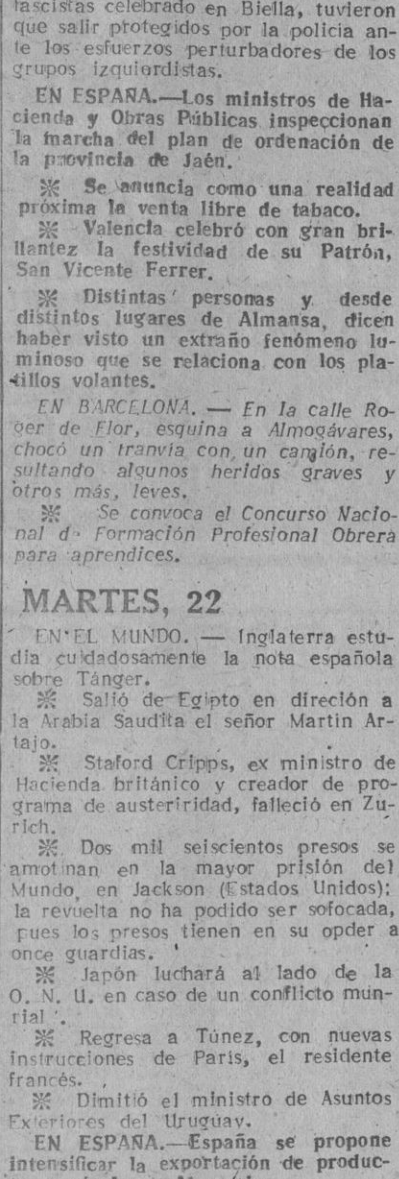 fascistas celebrado en Biella, tuvieron
que salir protegidos por la policia an-
te los esfuerzos perturbadores de los
grupos izquierdistas.
EN ESPAÑA.—Los ministros de Ha-
cienda y Obras Públicas inspeccionan
la marcha del plan de ordenación de
la provincia de Jaén.
※ Se anuncia como una realidad
próxima la venta libre de tabaco.
※ Valencia celebró con gran bri-
llantez la festividad de su Patrón,
San Vicente Ferrer.
※ Distintas personas y desde
distintos lugares de Almansa, dicen
haber visto un extraño fenómeno lu-
minoso que se relaciona con los pla-
tillos volantes.
EN BARCELONA. — En la calle Ro-
ger de Flor, esquina a Almogávares,
chocó un tranvía con un camión, re-
sultando algunos heridos graves y
otros más, leves.
※ Se convoca el Concurso Nacio-
nal de Formación Profesional Obrera
para aprendices.
MARTES, 22
EN EL MUNDO. — Inglaterra estu-
dia cuidadosamente la nota española
sobre Tánger.
※ Salió de Egipto en direción a
la Arabia Saudita el señor Martin Ar-
tajo.
※ Staford Cripps, ex ministro de
Hacienda británico y creador de pro-
grama de austeriridad, falleció en Zu-
rich.
※ Dos mil seiscientos presos se
amotinan en la mayor prisión del
Mundo, en Jackson (Estados Unidos);
la revuelta no ha podido ser sofocada,
pues los presos tienen en su opder a
once guardias.
※ Japón luchará al lado de la
O. N. U. en caso de un conflicto mun-
rial.
※ Regresa a Túnez, con nuevas
instrucciones de Paris, el residente
francés.
※ Dimitió el ministro de Asuntos
Exteriores del Uruguay.
EN ESPAÑA.—España se propone
intensificar la exportación de produc-